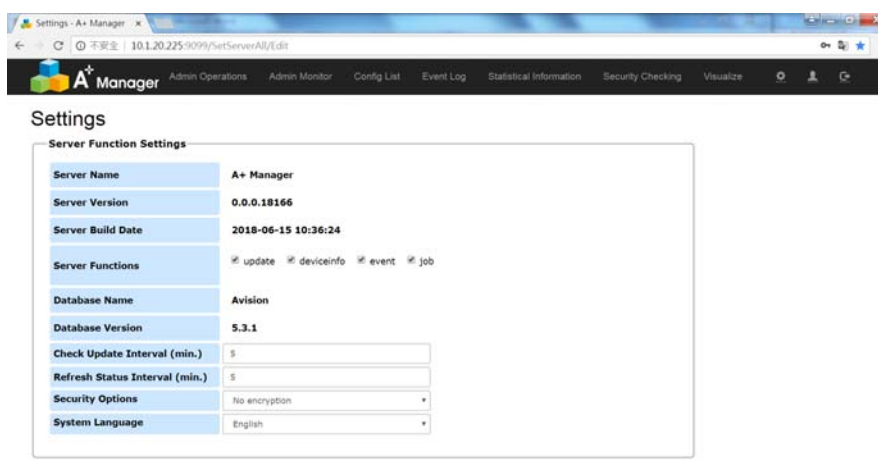 Settings - A+ Manager
不安全 | 10.1.20.225:9099/SetServerAll/Edit
A+ Manager Admin Operations Admin Monitor Config List Event Log Statistical Information Security Checking Visualize
Settings
Server Function Settings
Server Name A+ Manager
Server Version 0.0.0.18166
Server Build Date 2018-06-15 10:36:24
Server Functions update deviceinfo event job
Database Name Avision
Database Version 5.3.1
Check Update Interval (min.) 5
Refresh Status Interval (min.) 5
Security Options No encryption
System Language English